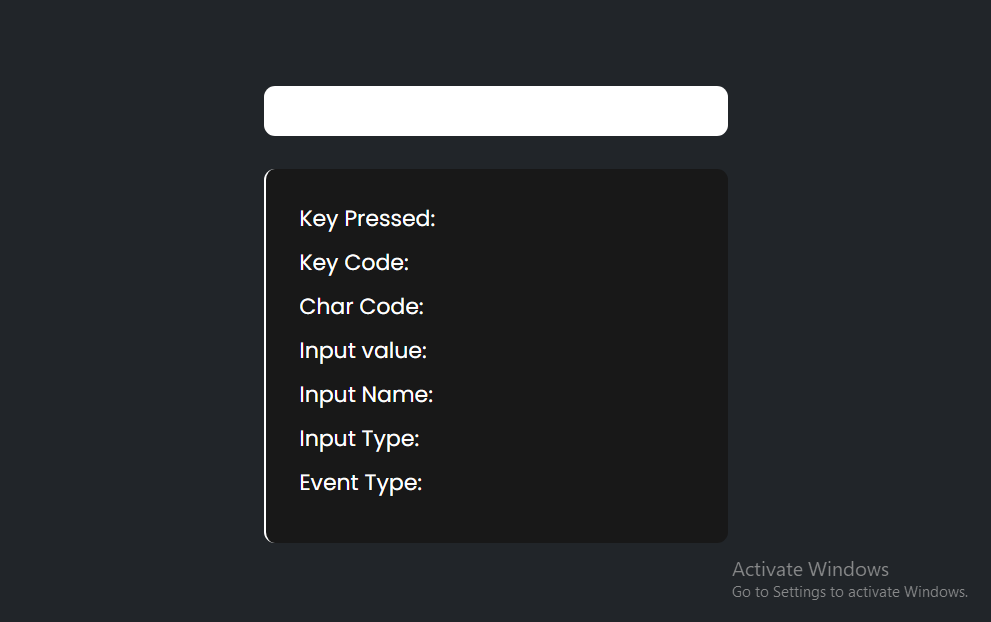 Key Pressed:
Key Code:
Char Code:
Input value:
Input Name:
Input Type:
Event Type:
Activate Windows
Go to Settings to activate Windows.